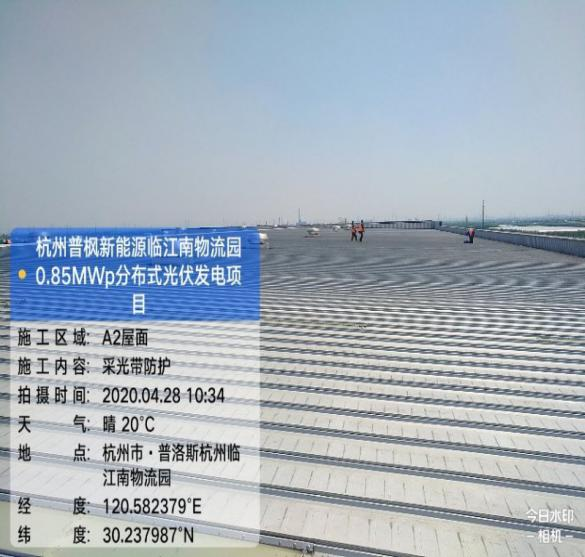 杭州普枫新能源临江南物流园
0.85MWp分布式光伏发电项
目
施工区域: A2屋面
施工内容: 采光带防护
拍摄时间: 2020.04.28 10:34
天气: 晴 20℃
地点: 杭州市·普洛斯杭州临
江南物流园
经度: 120.582379°E
纬度: 30.237987°N
今日水印
- 相机 -